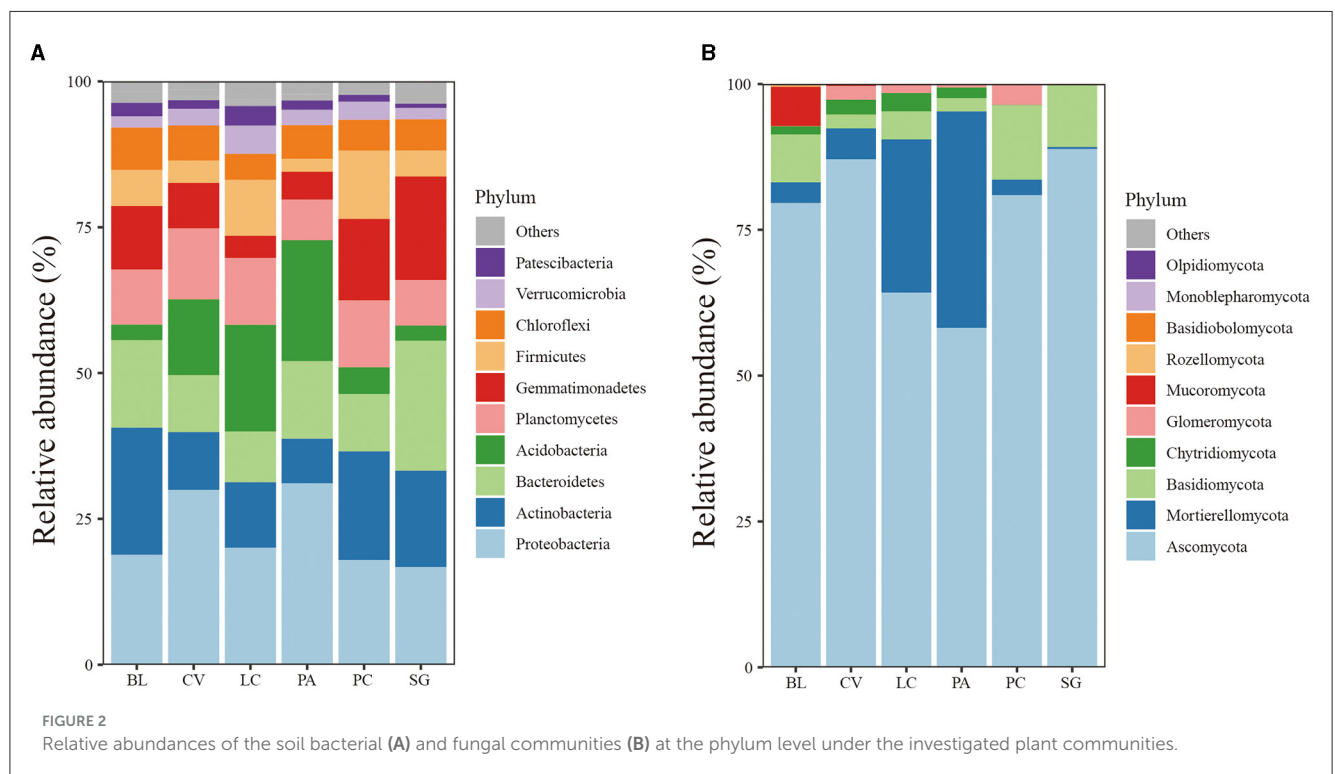 A
Relative abundance (%)
100
75
50
25
0
BL CV LC PA PC SG
Phylum
Others
Patescibacteria
Verrucomicrobia
Chloroflexi
Firmicutes
Gemmatimonadetes
Planctomycetes
Acidobacteria
Bacteroidetes
Actinobacteria
Proteobacteria
B
Relative abundance (%)
100
75
50
25
0
BL CV LC PA PC SG
Phylum
Others
Olpidiomycota
Monoblepharomycota
Basidiobolomycota
Rozellomycota
Mucoromycota
Glomeromycota
Chytridiomycota
Basidiomycota
Mortierellomycota
Ascomycota
FIGURE 2
Relative abundances of the soil bacterial (A) and fungal communities (B) at the phylum level under the investigated plant communities.